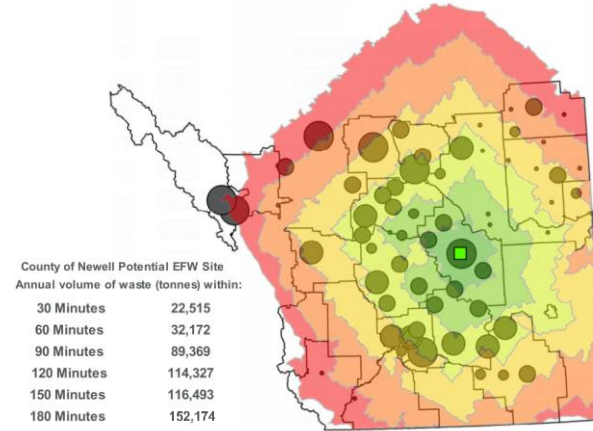 County of Newell Potential EFW Site
Annual volume of waste (tonnes) within:
30 Minutes 22,515
60 Minutes 32,172
90 Minutes 89,369
120 Minutes 114,327
150 Minutes 116,493
180 Minutes 152,174